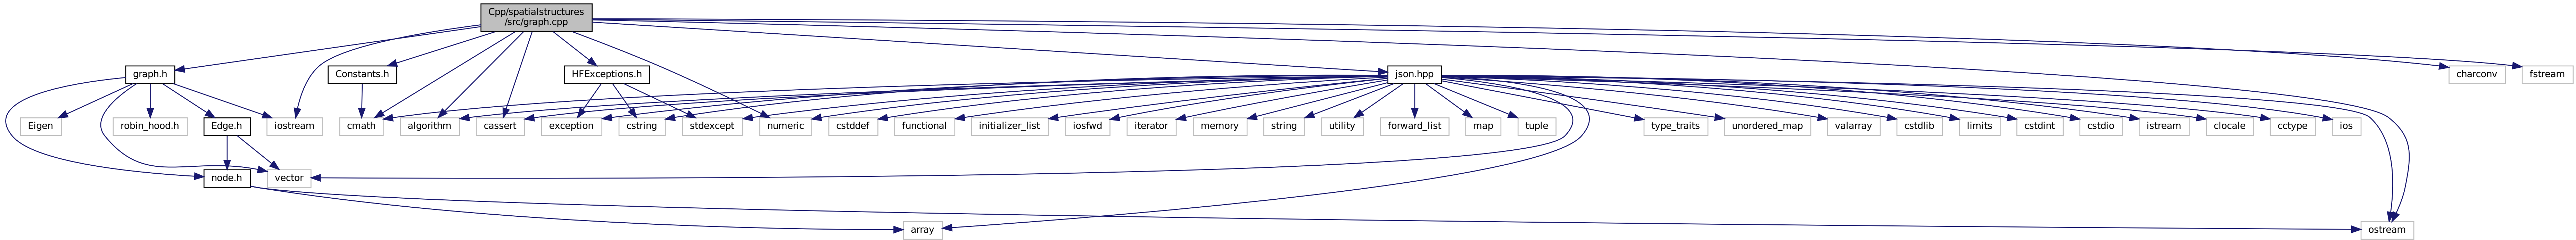 Cpp/spatialstructures
/src/graph.cpp
graph.h
Constants.h
HFExceptions.h
json.hpp
charconv
fstream
Eigen
robin_hood.h
Edge.h
iostream
cmath
algorithm
cassert
exception
cstring
stdexcept
numeric
cstddef
functional
initializer_list
iosfwd
iterator
memory
string
utility
forward_list
map
tuple
type_traits
unordered_map
valarray
cstdlib
limits
cstdint
cstdio
istream
clocale
cctype
ios
node.h
vector
array
ostream